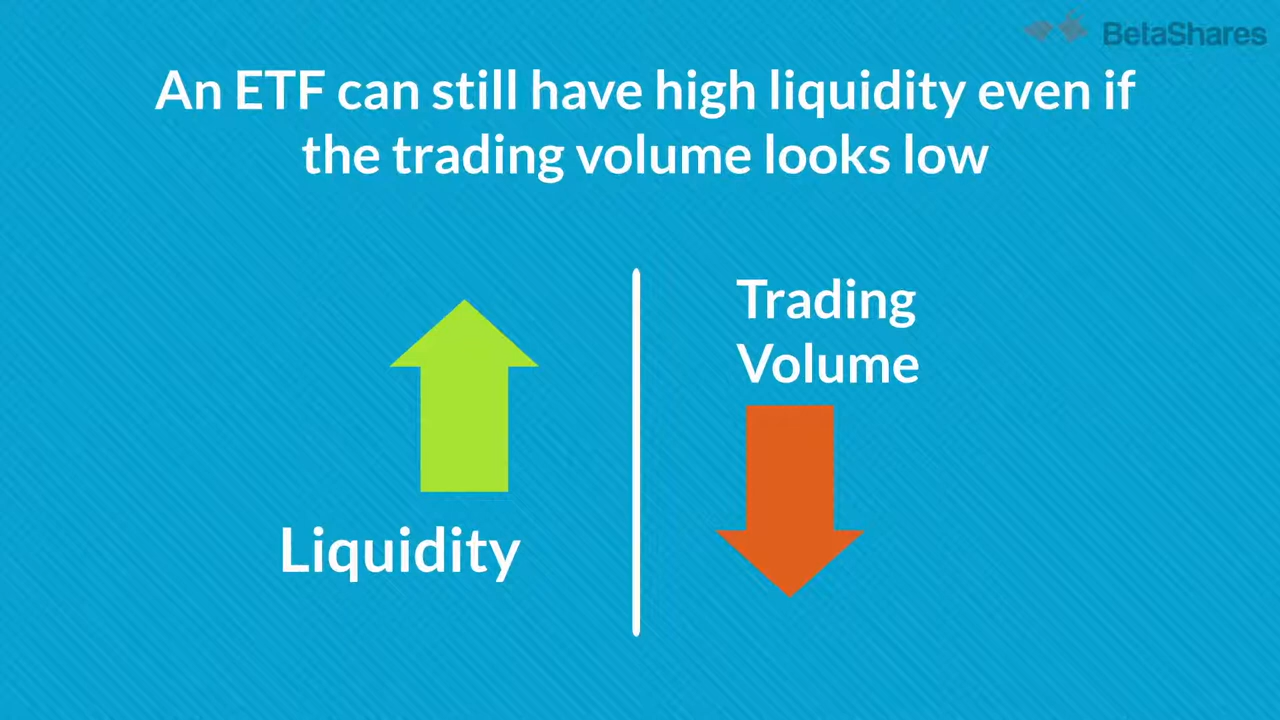 BetaShares
An ETF can still have high liquidity even if
the trading volume looks low
Trading
Volume
Liquidity